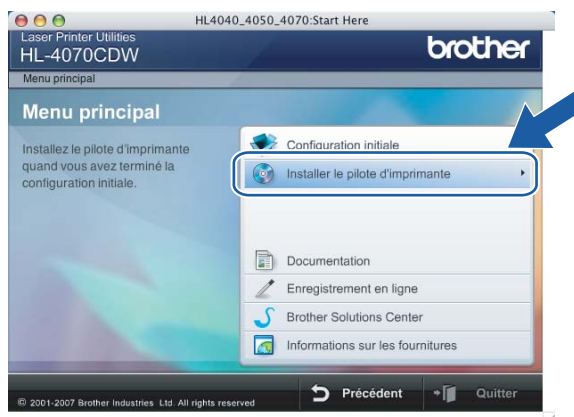 HL4040_4050_4070:Start Here
Laser Printer Utilities
HL-4070CDW
brother
Menu principal
Menu principal
Installez le pilote d'imprimante
quand vous avez terminé la
configuration initiale.
Configuration initiale
Installer le pilote d'imprimante
Documentation
Enregistrement en ligne
Brother Solutions Center
Informations sur les fournitures
© 2001-2007 Brother Industries Ltd. All rights reserved
Précédent
Quitter